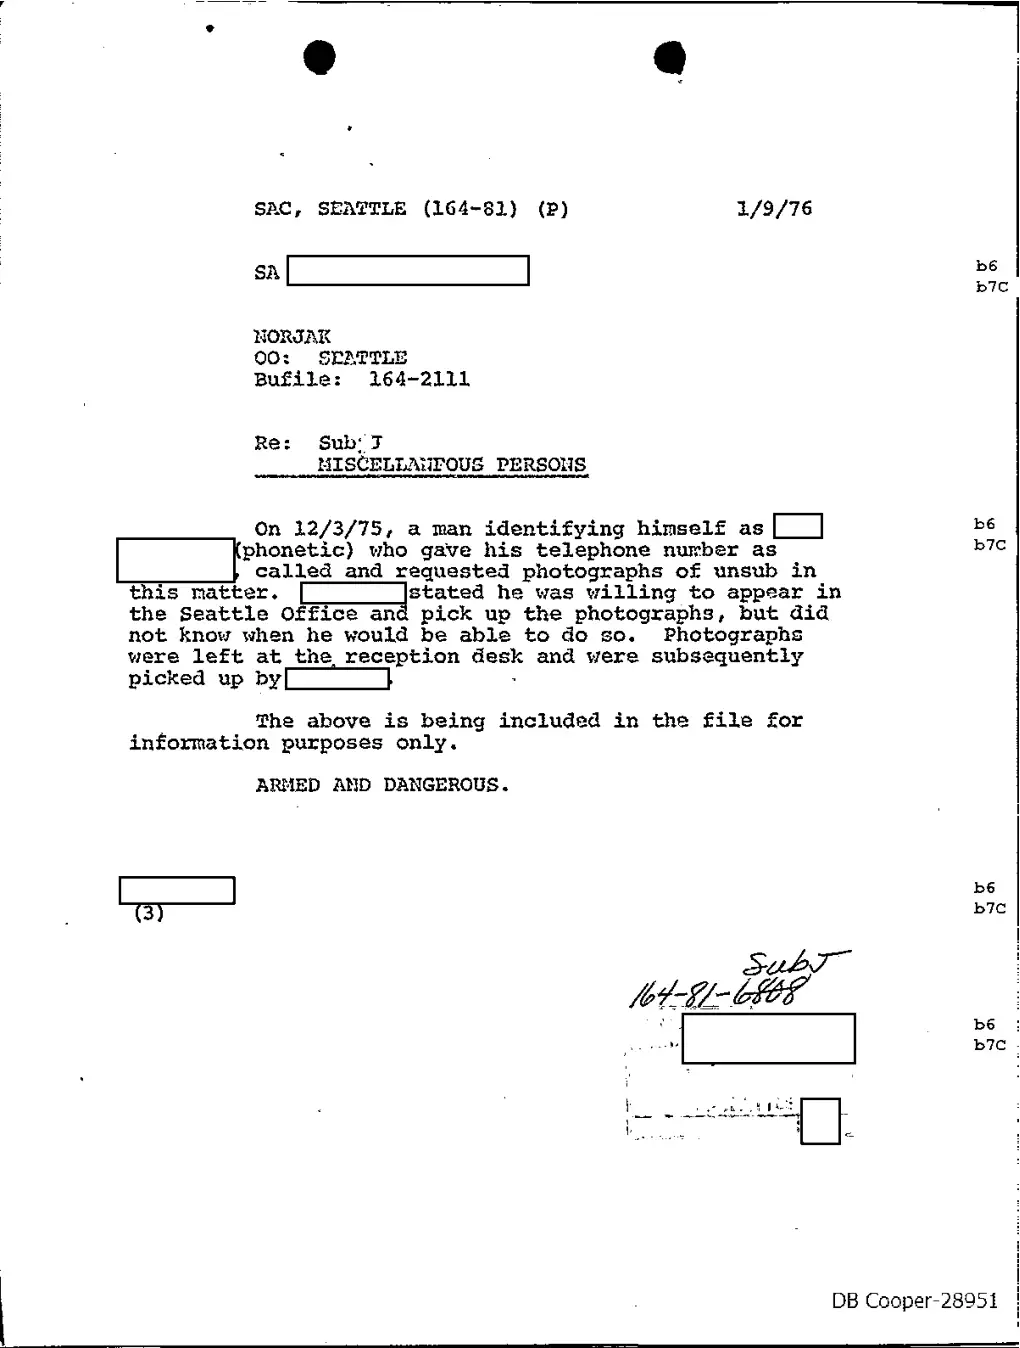 SAC, SEATTLE (164-81) (P) 1/9/76
SA
b6
b7C
NORJAK
OO: SEATTLE
Bufile: 164-2111
Re: Sub J
MISCELLANEOUS PERSONS
On 12/3/75, a man identifying himself as
b6
(phonetic) who gave his telephone number as
b7C
, called and requested photographs of unsub in
this matter. stated he was willing to appear in
the Seattle Office and pick up the photographs, but did
not know when he would be able to do so. Photographs
were left at the reception desk and were subsequently
picked up by .
The above is being included in the file for
information purposes only.
ARMED AND DANGEROUS.
b6
(3)
b7C
Sub J
164-81-6808
b6
b7C
DB Cooper-28951